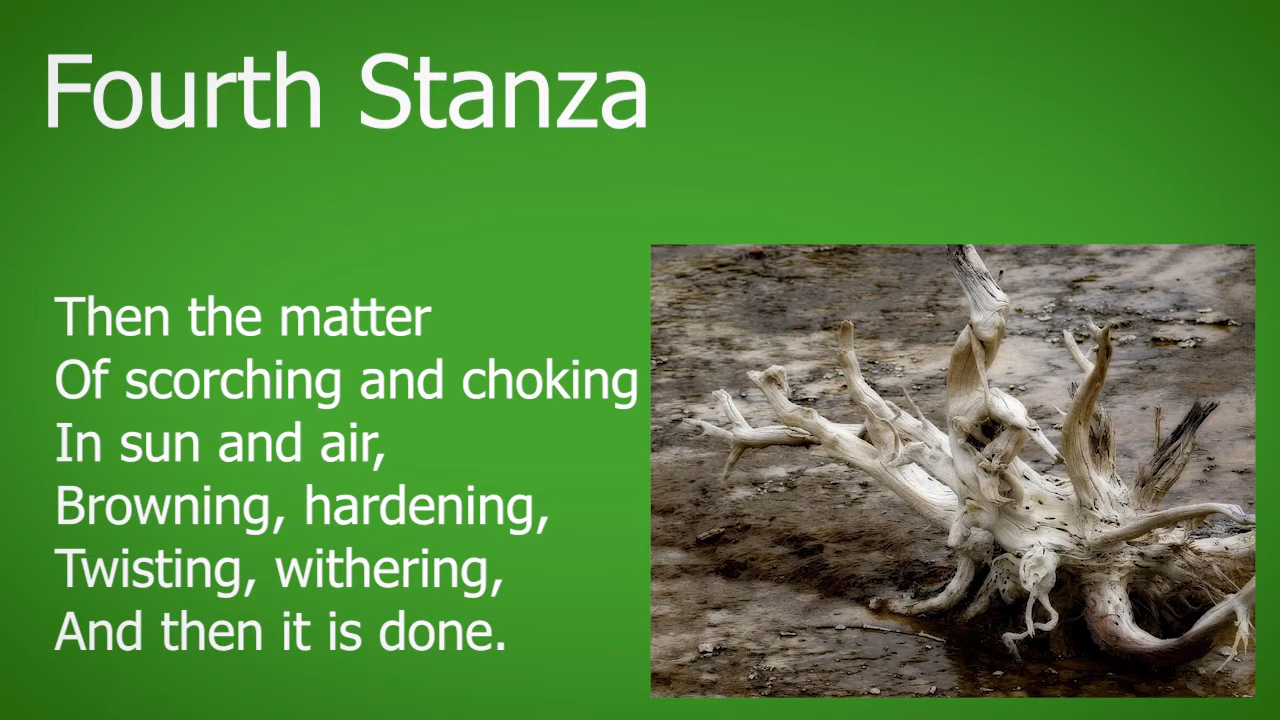 Fourth Stanza
Then the matter
Of scorching and choking
In sun and air,
Browning, hardening,
Twisting, withering,
And then it is done.